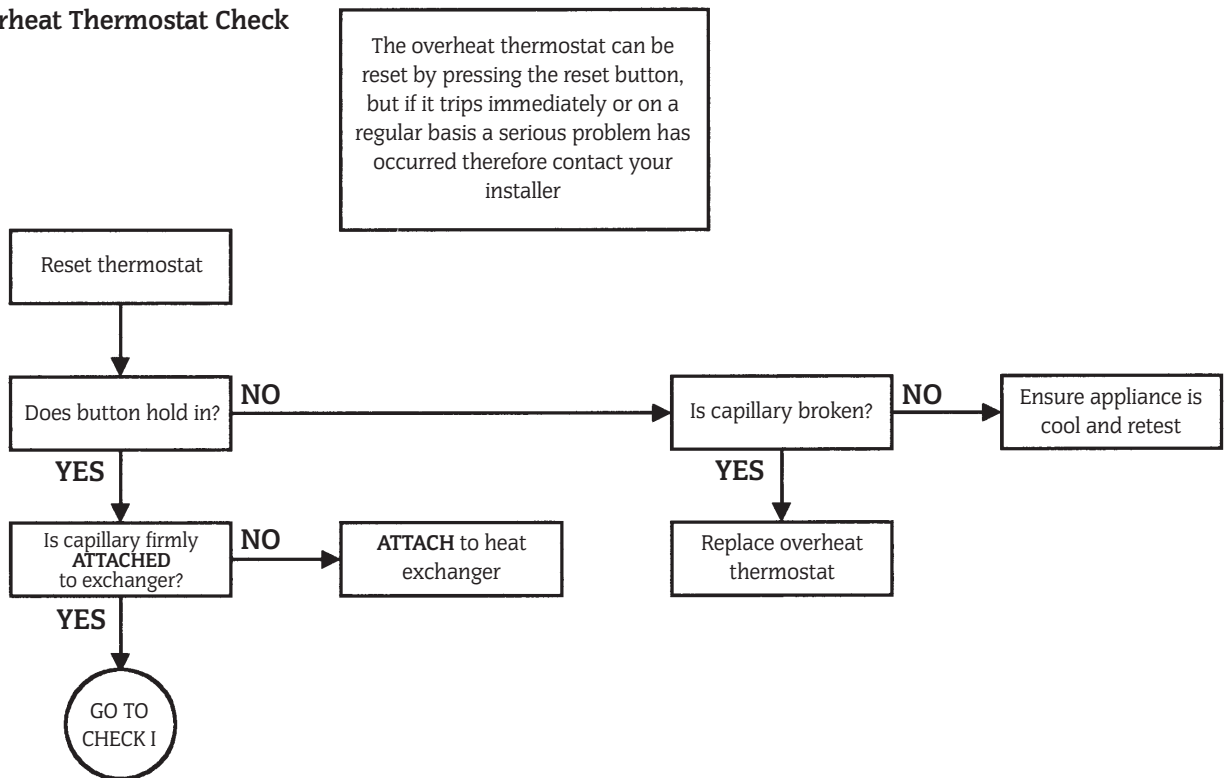 rheat Thermostat Check
The overheat thermostat can be
reset by pressing the reset button,
but if it trips immediately or on a
regular basis a serious problem has
occurred therefore contact your
installer
Reset thermostat
Does button hold in?
NO
Is capillary broken?
NO
Ensure appliance is
cool and retest
YES
YES
Is capillary firmly
ATTACHED
to exchanger?
NO
ATTACH to heat
exchanger
Replace overheat
thermostat
YES
GO TO
CHECK I